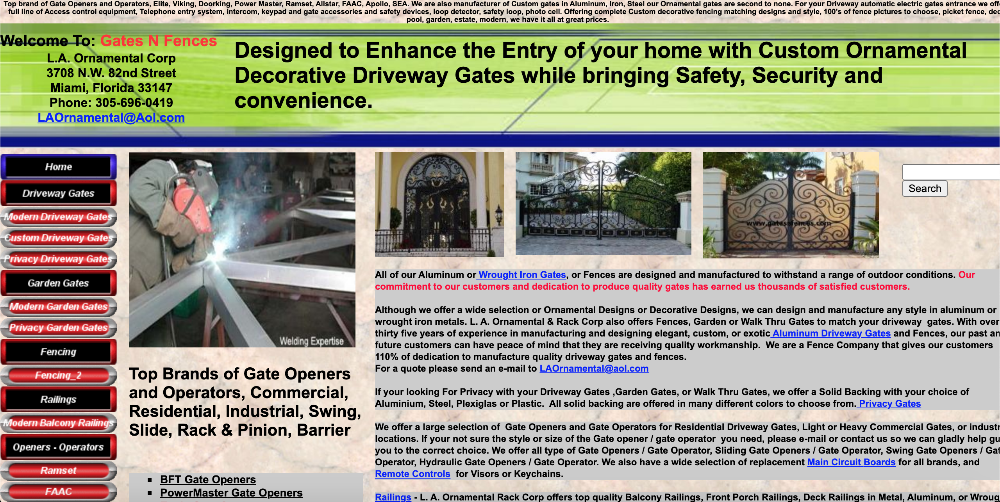 Top brand of Gate Openers and Operators, Elite, Viking, Doorking, Power Master, Ramset, Allstar, FAAC, Apollo, SEA. We are also manufacturer of Custom gates in Aluminum, Iron, Steel our Ornamental gates are second to none. For your Driveway automatic electric gates entrance we
full line of Access control equipment, Telephone entry system, intercom, keypad and gate accessories and safety devices, loop detector, safety loop, photo cell. Offering complete Custom decorative fencing matching designs and style, 100's of fence pictures to choose, picket fence,
pool, garden, estate, modern, we have it all at great prices.
Welcome To: Gates N Fences
L.A. Ornamental Corp
3708 N.W. 82nd Street
Miami, Florida 33147
Phone: 305-696-0419
LAOrnamental@Aol.com
Designed to Enhance the Entry of your home with Custom Ornamental
Decorative Driveway Gates while bringing Safety, Security and
convenience.
Home
Driveway Gates
Modern Driveway Gates
Custom Driveway Gates
Privacy Driveway Gates
Garden Gates
Modern Garden Gates
Privacy Garden Gates
Fencing
Fencing_2
Railings
Modern Balcony Railings
Openers - Operators
Ramset
FAAC
Welding Expertise
Top Brands of Gate Openers
and Operators, Commercial,
Residential, Industrial, Swing,
Slide, Rack & Pinion, Barrier
BFT Gate Openers
PowerMaster Gate Openers
www.gatesnfences.com
Search
All of our Aluminum or Wrought Iron Gates, or Fences are designed and manufactured to withstand a range of outdoor conditions. Our
commitment to our customers and dedication to produce quality gates has earned us thousands of satisfied customers.
Although we offer a wide selection or Ornamental Designs or Decorative Designs, we can design and manufacture any style in aluminum or
wrought iron metals. L. A. Ornamental & Rack Corp also offers Fences, Garden or Walk Thru Gates to match your driveway gates. With over
thirty five years of experience in manufacturing and designing elegant, custom, or exotic Aluminum Driveway Gates and Fences, our past
future customers can have peace of mind that they are receiving quality workmanship. We are a Fence Company that gives our customers
110% of dedication to manufacture quality driveway gates and fences.
For a quote please send an e-mail to LAOrnamental@aol.com
If your looking For Privacy with your Driveway Gates ,Garden Gates, or Walk Thru Gates, we offer a Solid Backing with your choice of
Aluminium, Steel, Plexiglas or Plastic. All solid backing are offered in many different colors to choose from. Privacy Gates
We offer a large selection of Gate Openers and Gate Operators for Residential Driveway Gates, Light or Heavy Commercial Gates, or
locations. If your not sure the style or size of the Gate opener / gate operator you need, please e-mail or contact us so we can gladly help
you to the correct choice. We offer all type of Gate Openers / Gate Operator, Sliding Gate Openers / Gate Operator, Swing Gate Openers /
Operator, Hydraulic Gate Openers / Gate Operator. We also have a wide selection of replacement Main Circuit Boards for all brands, and
Remote Controls for Visors or Keychains.
Railings - L. A. Ornamental Rack Corp offers top quality Balcony Railings, Front Porch Railings, Deck Railings in Metal, Aluminum, or